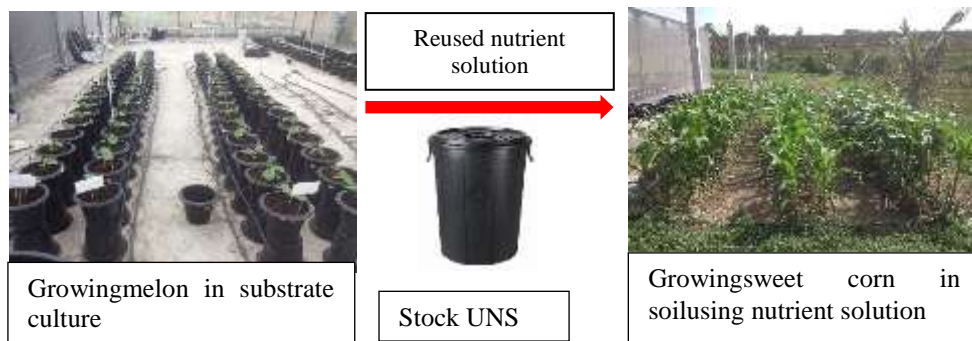 Reused nutrient
solution
Growingmelon in substrate
culture
Stock UNS
Growingsweet corn in
soilusing nutrient solution